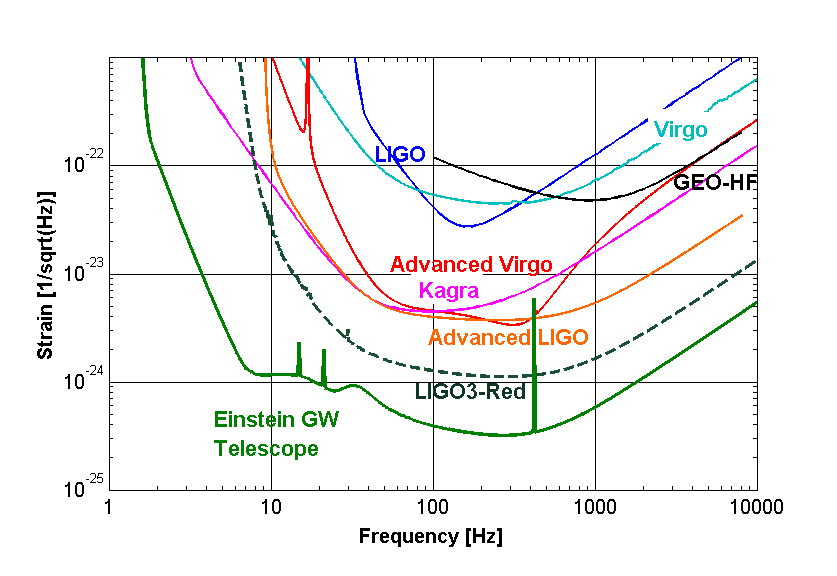 Strain [1/sqrt(Hz)]
10-22
10-23
10-24
10-25
LIGO
Virgo
GEO-HF
Advanced Virgo
Kagra
Advanced LIGO
LIGO3-Red
Einstein GW
Telescope
1 10 100 1000 10000
Frequency [Hz]